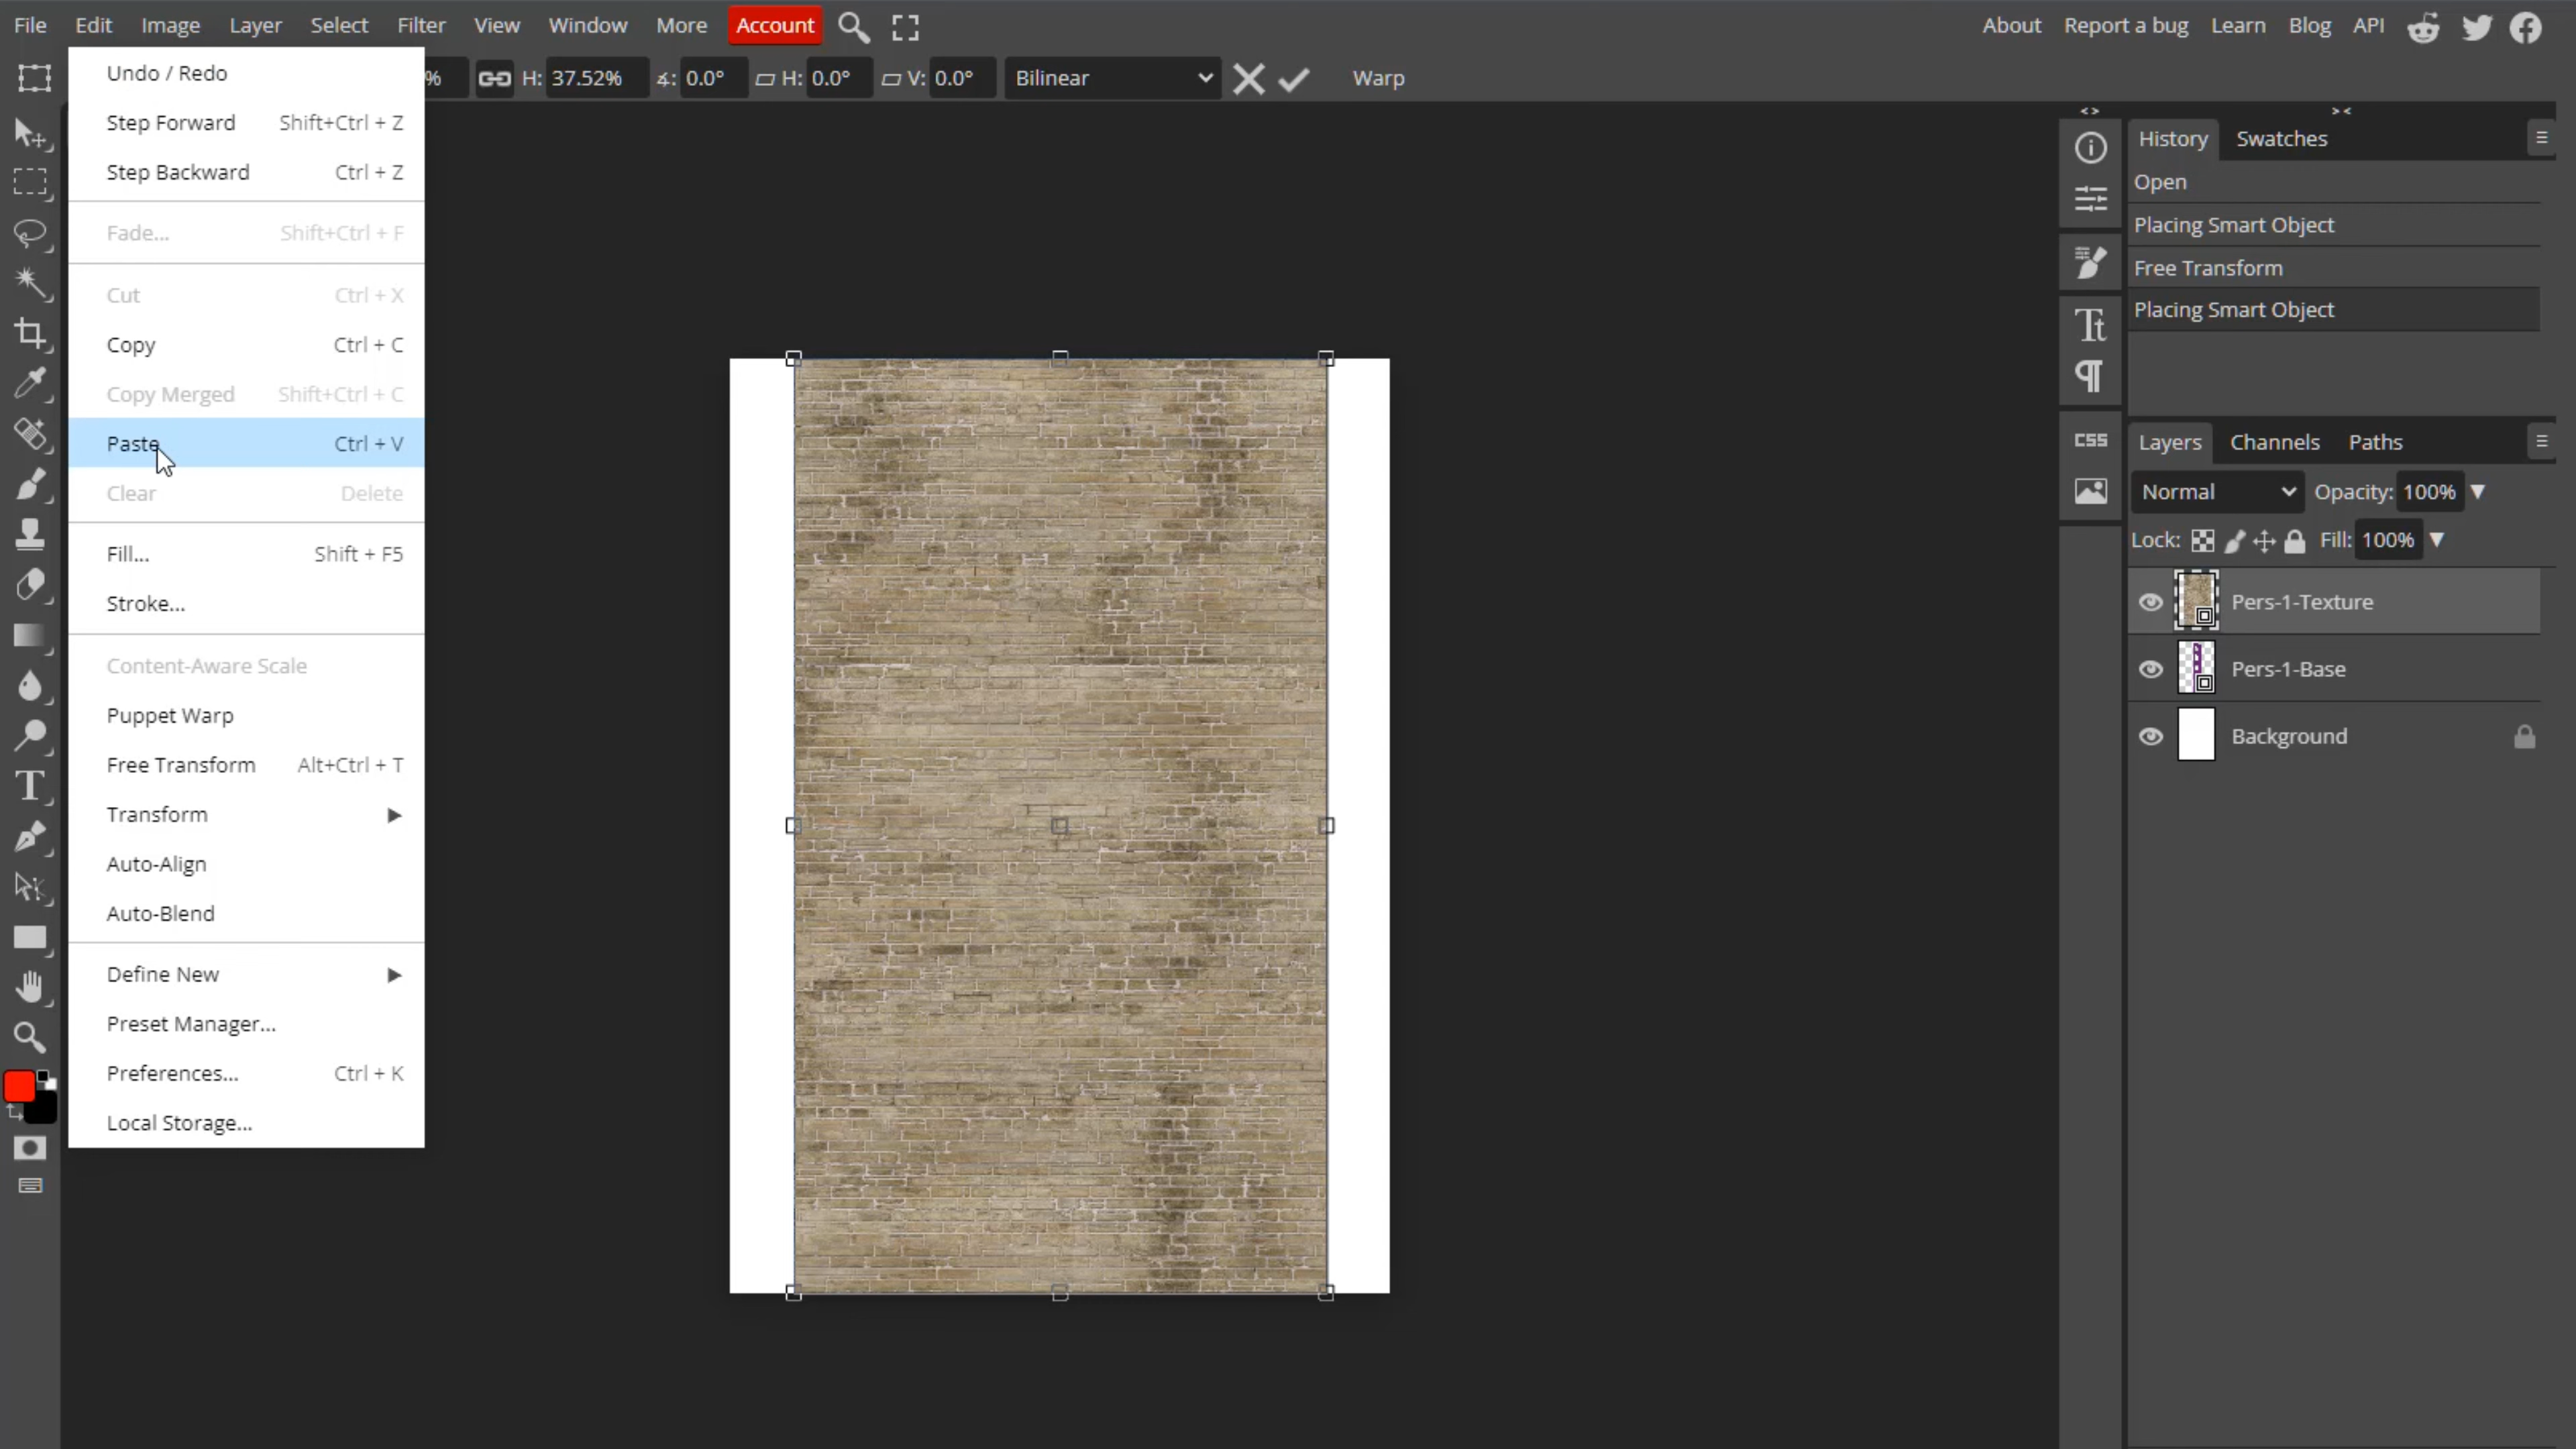 File Edit Image Layer Select Filter View Window More Account About Report a bug Learn Blog API
% H: 37.52% 0.0° H: 0.0° V: 0.0° Bilinear Warp
Undo / Redo
Step Forward Shift+Ctrl + Z
Step Backward Ctrl + Z
Fade... Shift+Ctrl + F
Cut Ctrl + X
Copy Ctrl + C
Copy Merged Shift+Ctrl + C
Paste Ctrl + V
Clear Delete
Fill... Shift + F5
Stroke...
Content-Aware Scale
Puppet Warp
Free Transform Alt+Ctrl + T
Transform
Auto-Align
Auto-Blend
Define New
Preset Manager...
Preferences... Ctrl + K
Local Storage...
CSS
History Swatches
Open
Placing Smart Object
Free Transform
Placing Smart Object
Layers Channels Paths
Normal Opacity: 100%
Lock: Fill: 100%
Pers-1-Texture
Pers-1-Base
Background